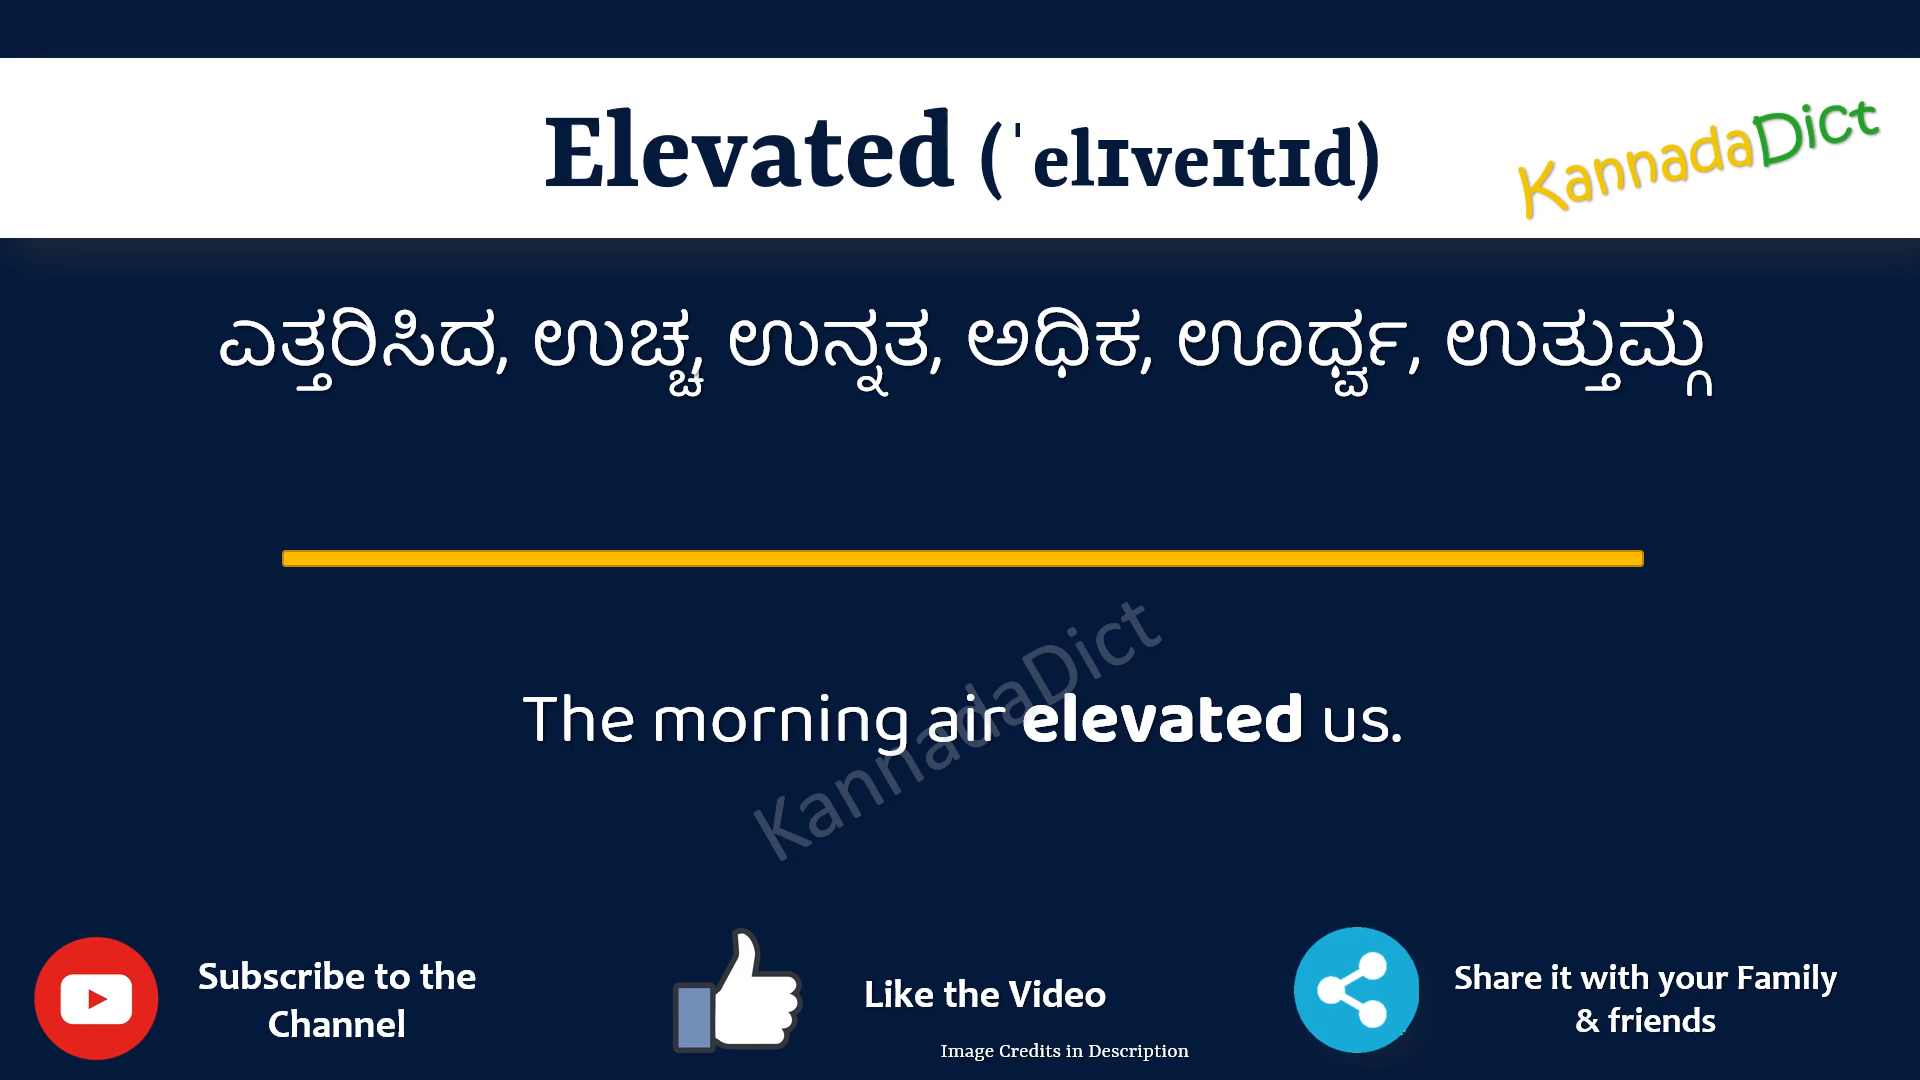 Elevated (ˈelɪveɪtɪd)
KannadaDict
ಎತ್ತರಿಸಿದ, ಉಚ್ಚ, ಉನ್ನತ, ಅಧಿಕ, ಊರ್ಧ್ವ, ಉತ್ತುಮ್ಗ
The morning air elevated us.
KannadaDict
Subscribe to the
Channel
Like the Video
Share it with your Family
& friends
Image Credits in Description